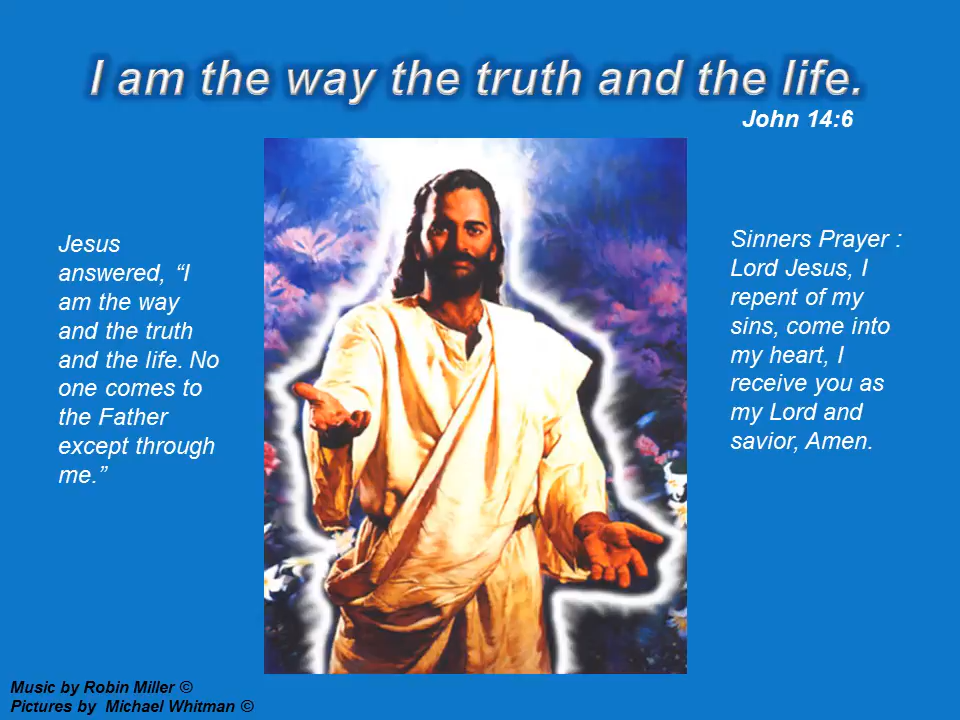 I am the way the truth and the life.
John 14:6
Jesus
answered, “I
am the way
and the truth
and the life. No
one comes to
the Father
except through
me.”
Sinners Prayer :
Lord Jesus, I
repent of my
sins, come into
my heart, I
receive you as
my Lord and
savior, Amen.
Music by Robin Miller ©
Pictures by  Michael Whitman ©